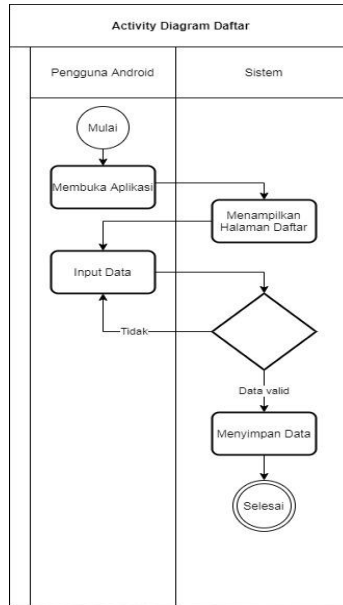 Activity Diagram Daftar
Pengguna Android
Sistem
Mulai
Membuka Aplikasi
Menampilkan
Halaman Daftar
Input Data
Tidak
Data valid
Menyimpan Data
Selesai